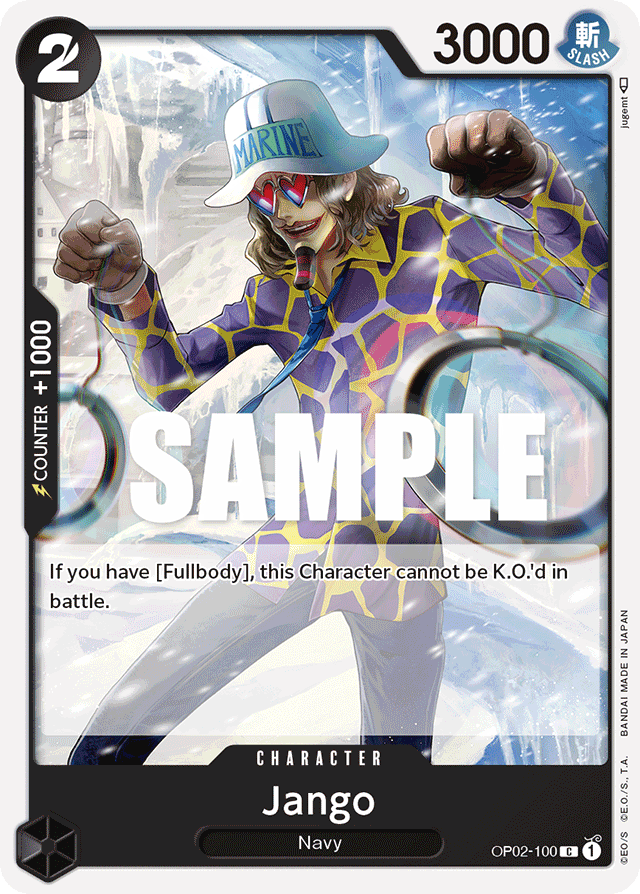 2
3000
斬
SLASH
jugemt
MARINE
COUNTER +1000
SAMPLE
If you have [Fullbody], this Character cannot be K.O.'d in
battle.
CHARACTER
Jango
Navy
OP02-100 C 1
©EO/S ©E.O./S., T.A. BANDAI MADE IN JAPAN